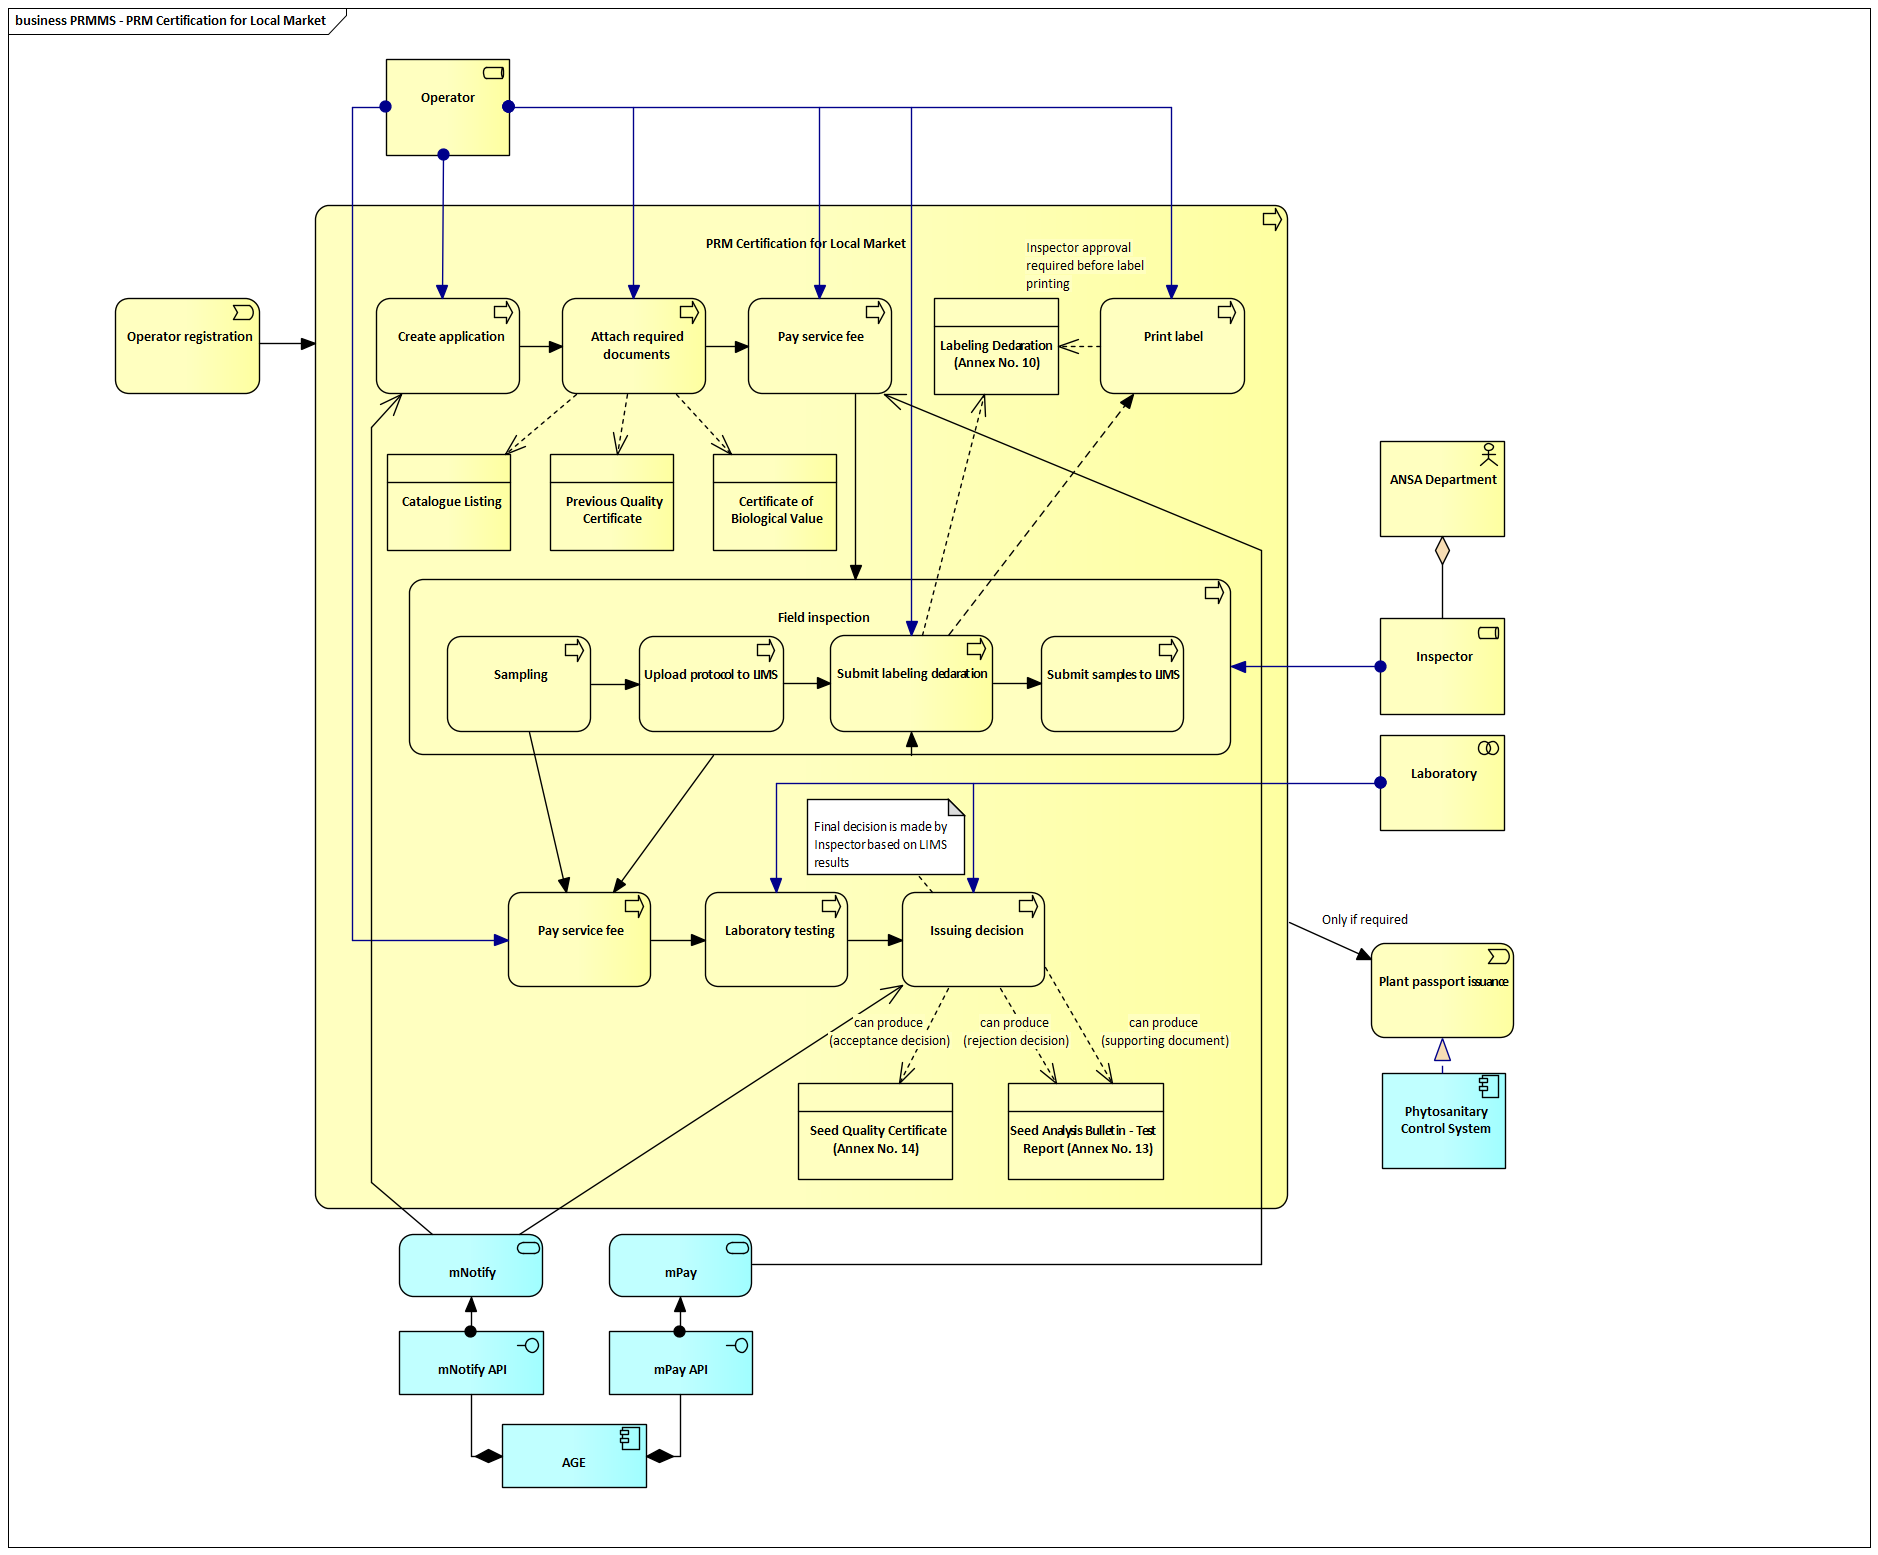 business PRMMS - PRM Certification for Local Market
Operator
PRM Certification for Local Market
Inspector approval
required before label
printing
Operator registration
Create application
Attach required
documents
Pay service fee
Labeling Declaration
(Annex No. 10)
Print label
Catalogue Listing
Previous Quality
Certificate
Certificate of
Biological Value
ANSA Department
Field inspection
Sampling
Upload protocol to LIMS
Submit labeling declaration
Submit samples to LIMS
Inspector
Laboratory
Final decision is made by
Inspector based on LIMS
results
Pay service fee
Laboratory testing
Issuing decision
Only if required
Plant passport issuance
can produce
(acceptance decision)
can produce
(rejection decision)
can produce
(supporting document)
Seed Quality Certificate
(Annex No. 14)
Seed Analysis Bulletin - Test
Report (Annex No. 13)
Phytosanitary
Control System
mNotify
mPay
mNotify API
mPay API
AGE